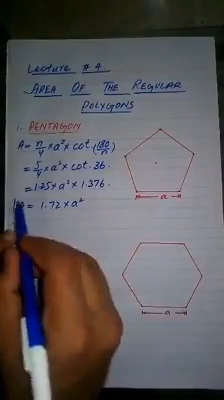 Lecture # 4
AREA OF THE REGULAR
POLYGONS
1- PENTAGON
A = n/4 × a² × cot (180/n)
= 5/4 × a² × cot 36.
= 1.25 × a² × 1.376.
= 1.72 × a²
a
a